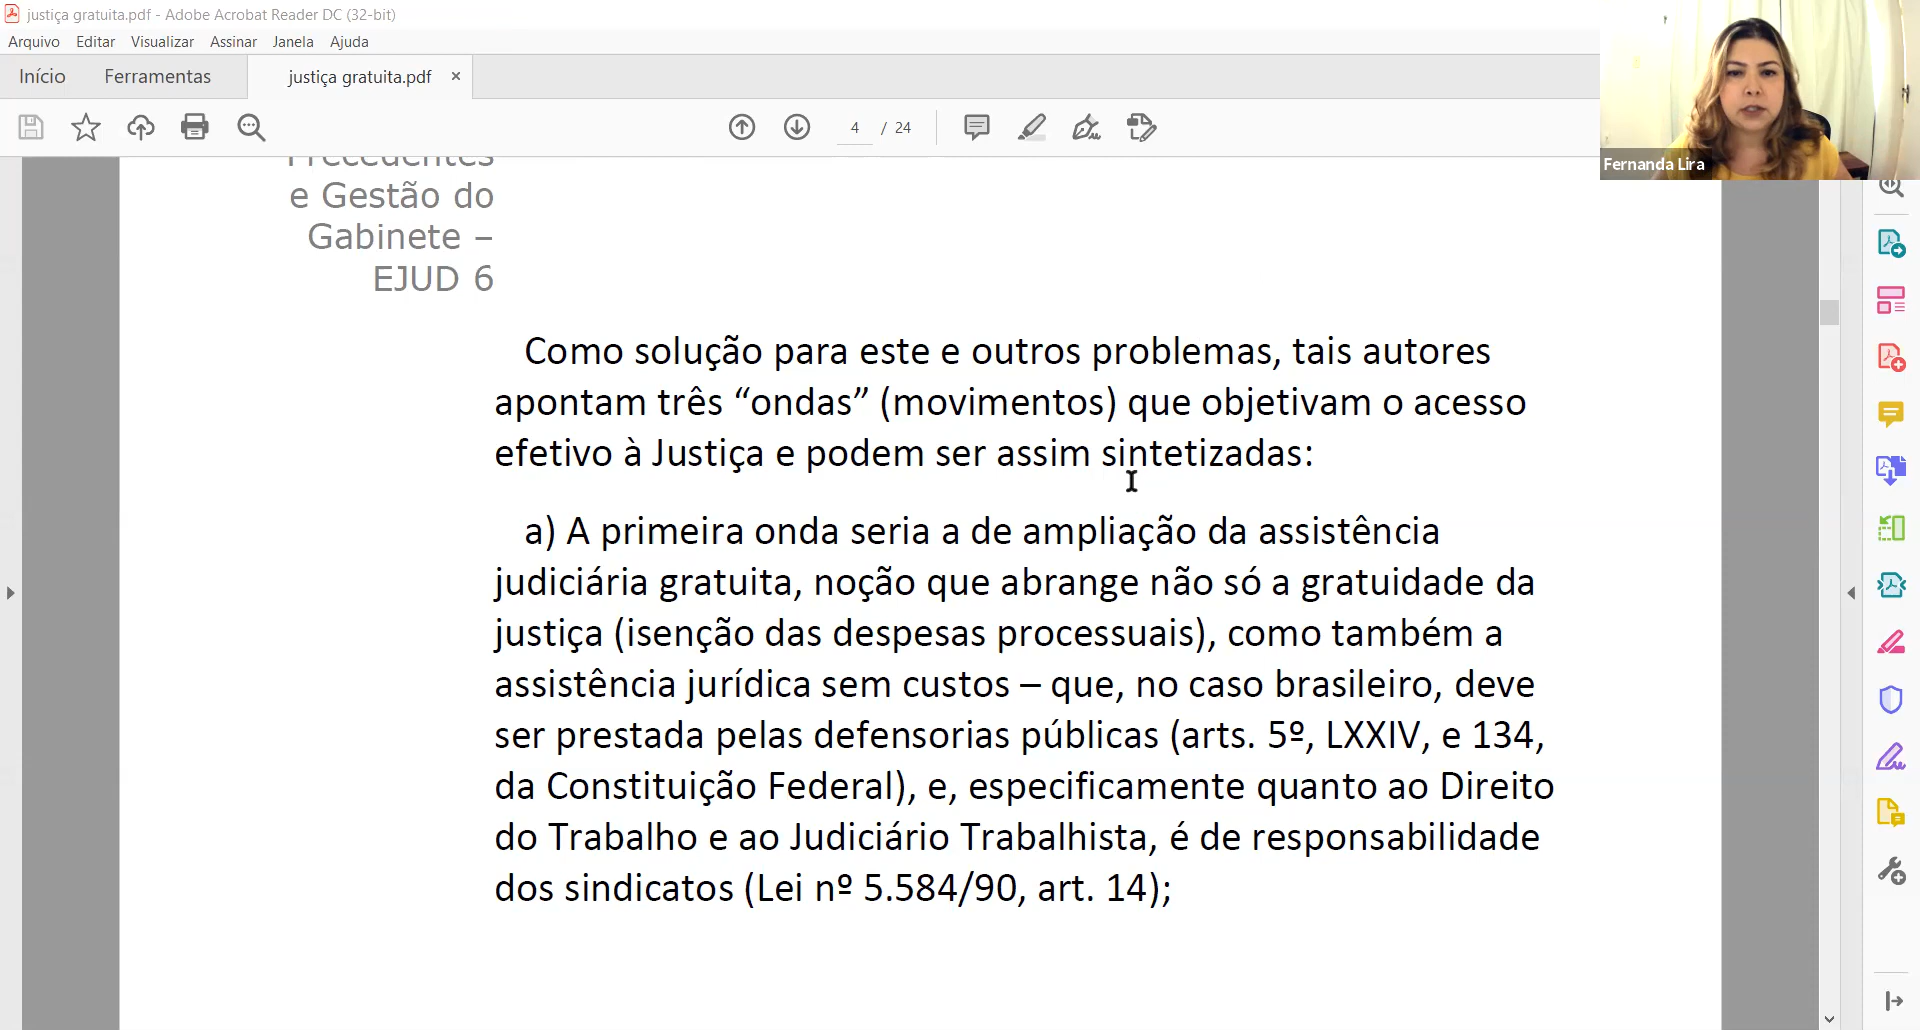 justiça gratuita.pdf - Adobe Acrobat Reader DC (32-bit)
Arquivo Editar Visualizar Assinar Janela Ajuda
Início Ferramentas justiça gratuita.pdf ×
4 / 24
Fernanda Lira
Precedentes
e Gestão do
Gabinete –
EJUD 6
Como solução para este e outros problemas, tais autores
apontam três “ondas” (movimentos) que objetivam o acesso
efetivo à Justiça e podem ser assim sintetizadas:
a) A primeira onda seria a de ampliação da assistência
judiciária gratuita, noção que abrange não só a gratuidade da
justiça (isenção das despesas processuais), como também a
assistência jurídica sem custos – que, no caso brasileiro, deve
ser prestada pelas defensorias públicas (arts. 5º, LXXIV, e 134,
da Constituição Federal), e, especificamente quanto ao Direito
do Trabalho e ao Judiciário Trabalhista, é de responsabilidade
dos sindicatos (Lei nº 5.584/90, art. 14);